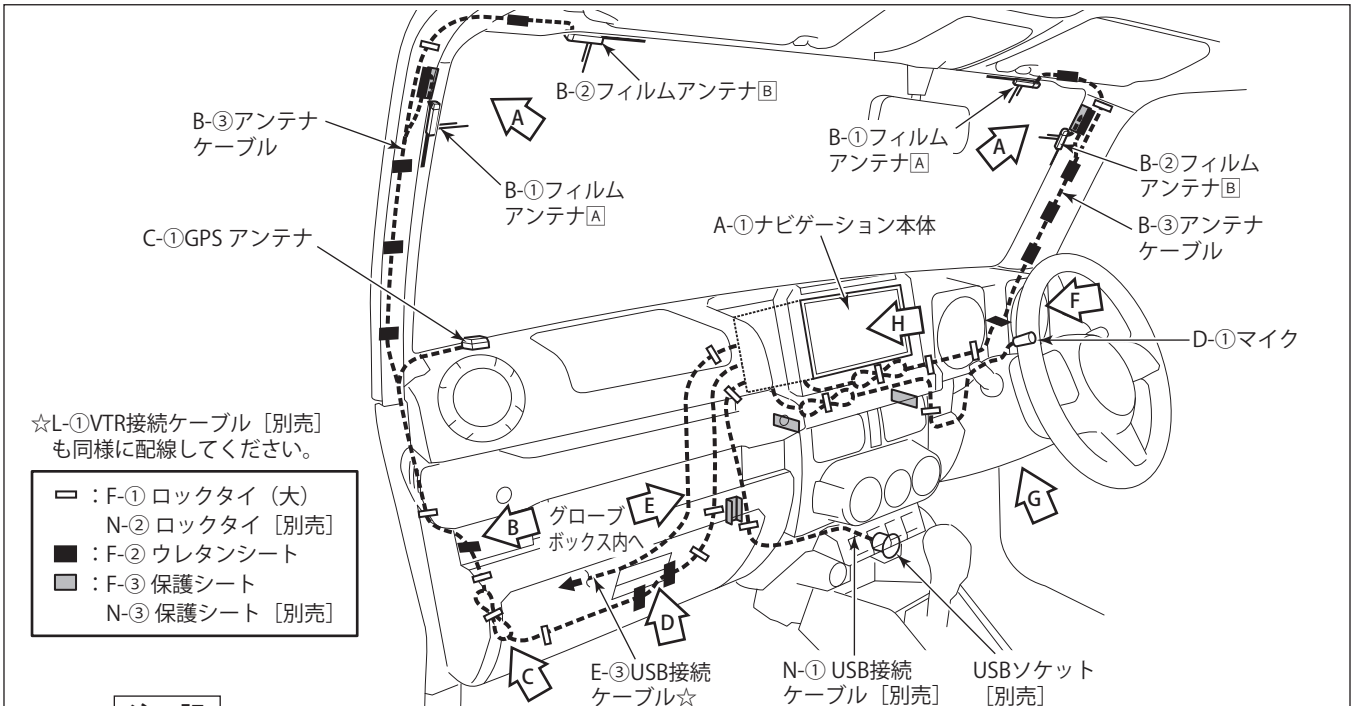 B-②フィルムアンテナB
B-③アンテナ
ケーブル
A
B-①フィルム
アンテナA
A
B-②フィルム
アンテナB
B-①フィルム
アンテナA
A-①ナビゲーション本体
B-③アンテナ
ケーブル
C-①GPS アンテナ
F
H
D-①マイク
☆L-①VTR接続ケーブル［別売］
も同様に配線してください。
：F-① ロックタイ（大）
N-② ロックタイ［別売］
：F-② ウレタンシート
：F-③ 保護シート
N-③ 保護シート［別売］
B
グローブ
ボックス内へ
E
G
D
C
E-③USB接続
ケーブル☆
N-① USB接続
ケーブル［別売］
USBソケット
［別売］